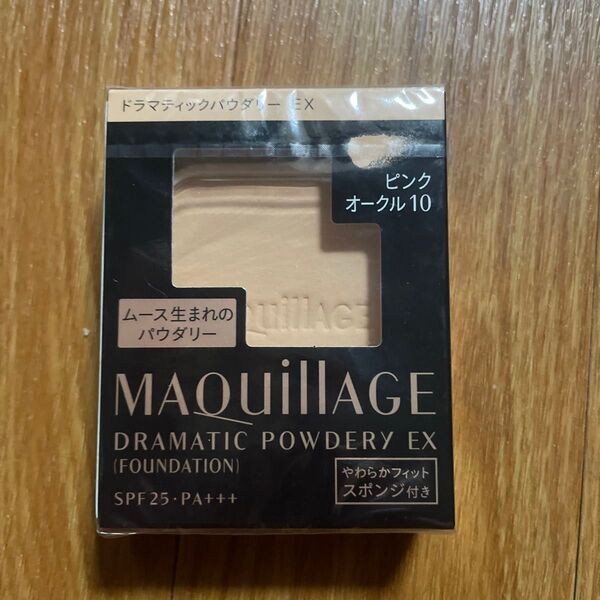 ドラマティックパウダリー EX
ピンク
オークル10
ムース生まれの
パウダリー
QuillAGE
MAQuillAGE
DRAMATIC POWDERY EX
(FOUNDATION)
SPF25・PA+++
やわらかフィット
スポンジ付き